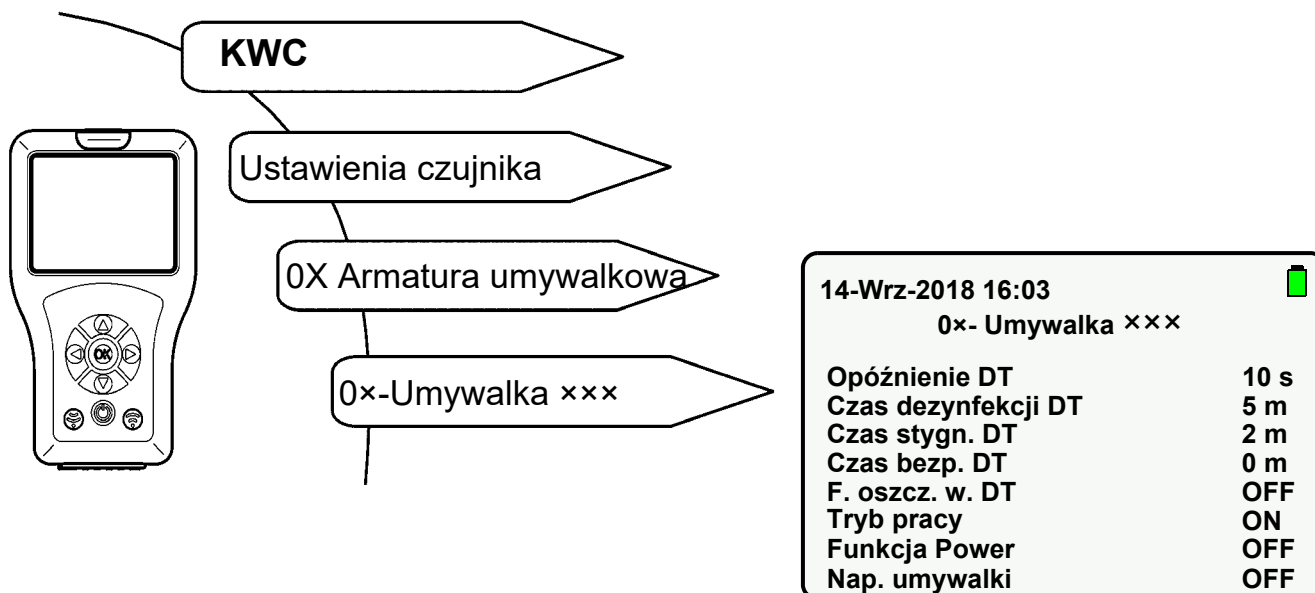 KWC
Ustawienia czujnika
0X Armatura umywalkowa
0×-Umywalka ×××
OK
14-Wrz-2018 16:03
0×- Umywalka ×××
Opóźnienie DT 10 s
Czas dezynfekcji DT 5 m
Czas stygn. DT 2 m
Czas bezp. DT 0 m
F. oszcz. w. DT OFF
Tryb pracy ON
Funkcja Power OFF
Nap. umywalki OFF